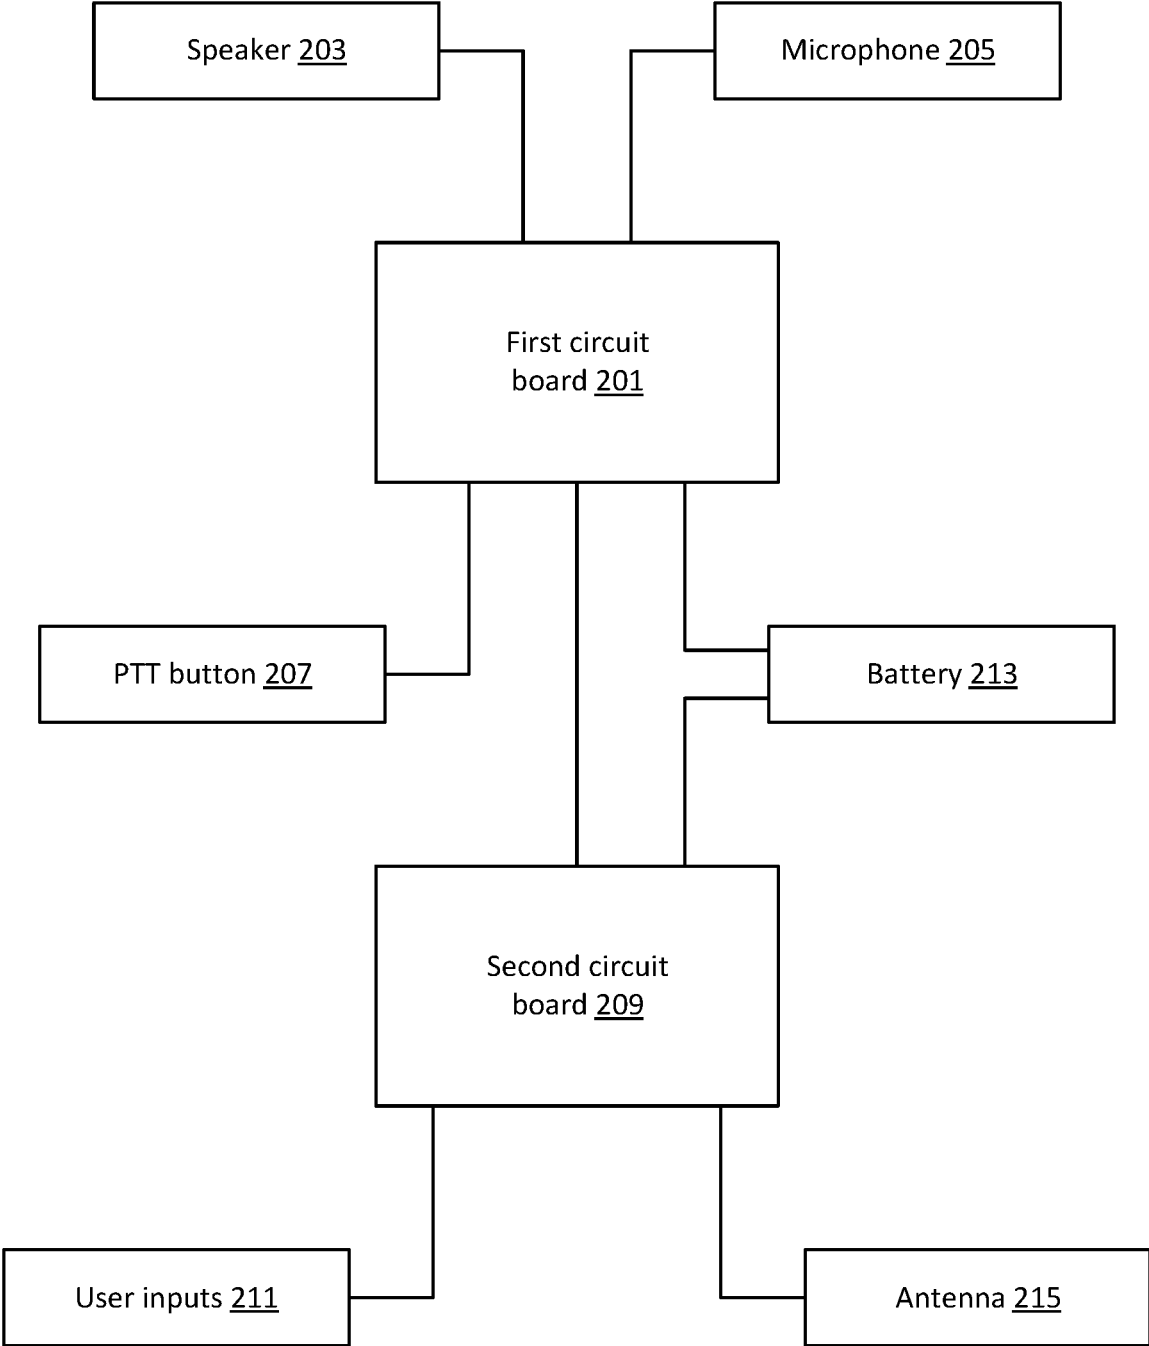 Speaker 203
Microphone 205
First circuit
board 201
PTT button 207
Battery 213
Second circuit
board 209
User inputs 211
Antenna 215